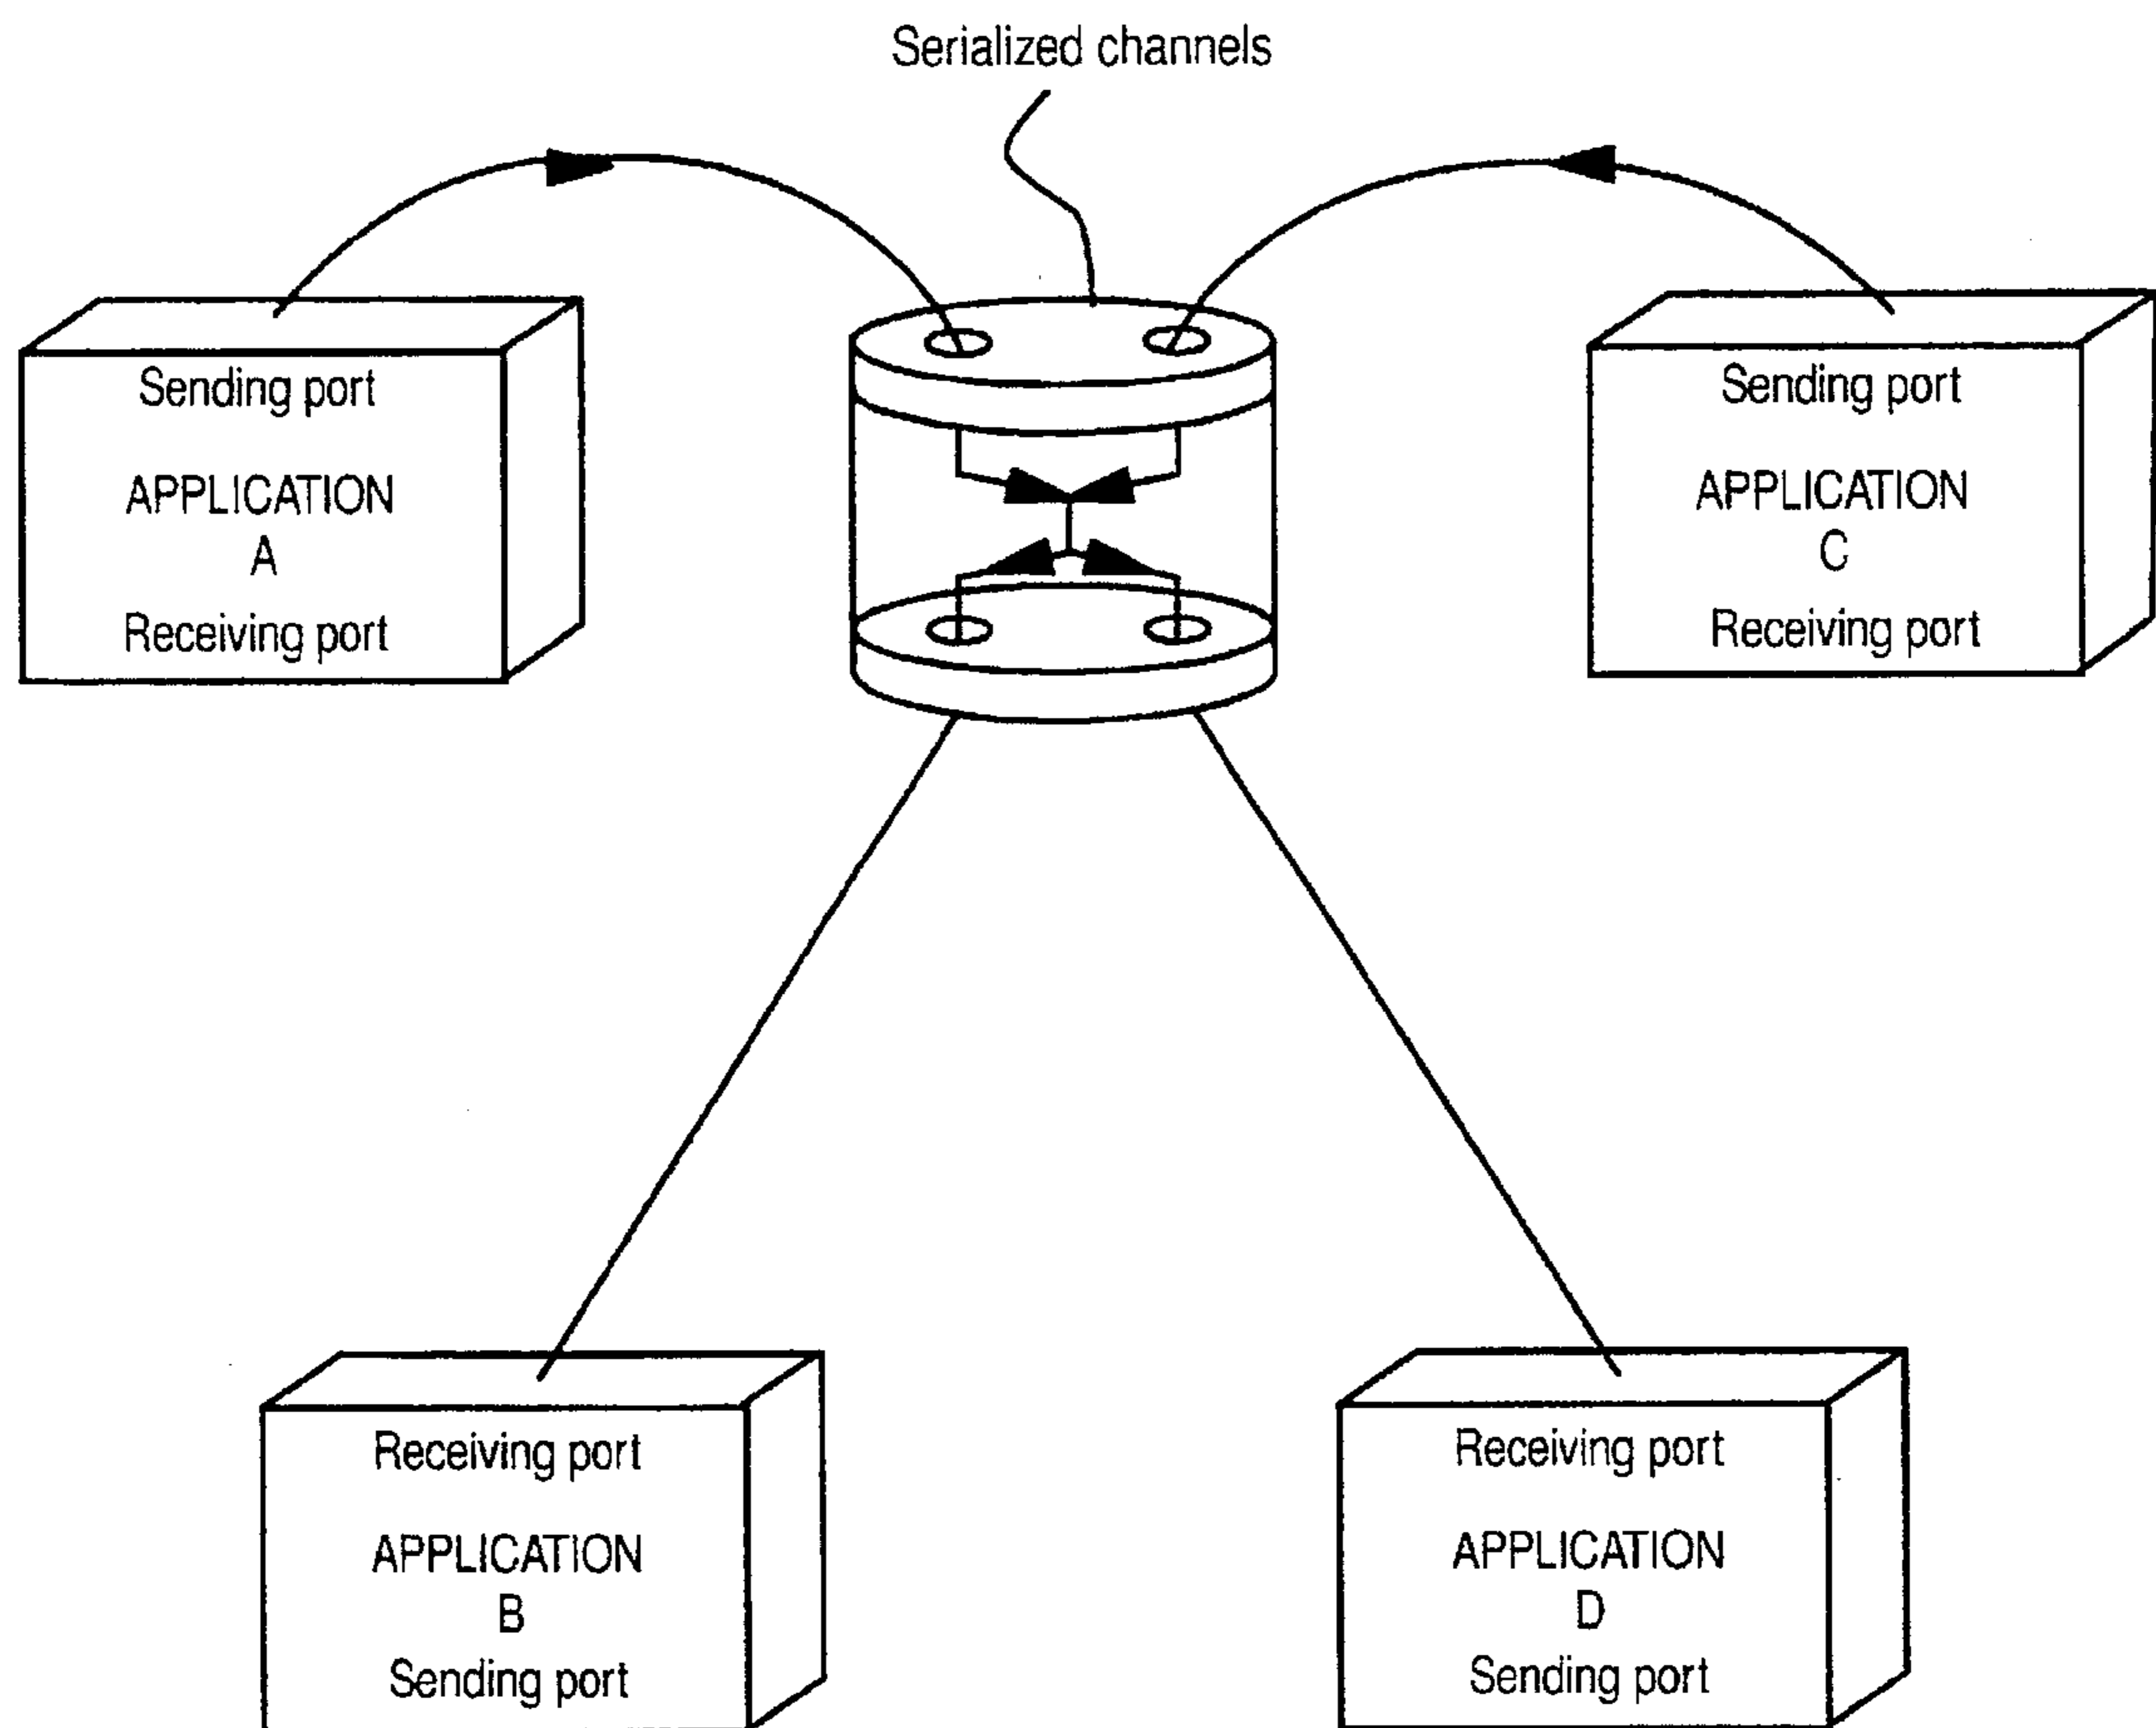 Serialized channels
Sending port
APPLICATION
A
Receiving port
Sending port
APPLICATION
C
Receiving port
Receiving port
APPLICATION
B
Sending port
Receiving port
APPLICATION
D
Sending port